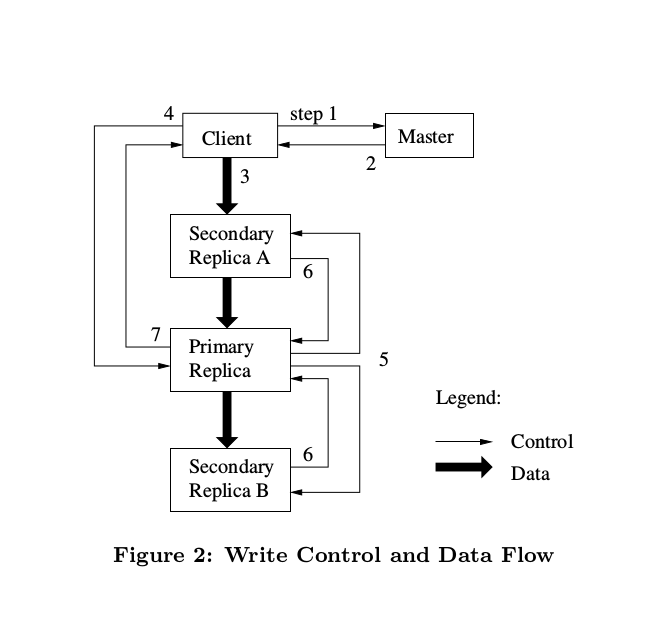 4
step 1
Client
Master
2
3
Secondary
Replica A
6
7
Primary
Replica
5
Legend:
Control
6
Secondary
Replica B
Data
Figure 2: Write Control and Data Flow